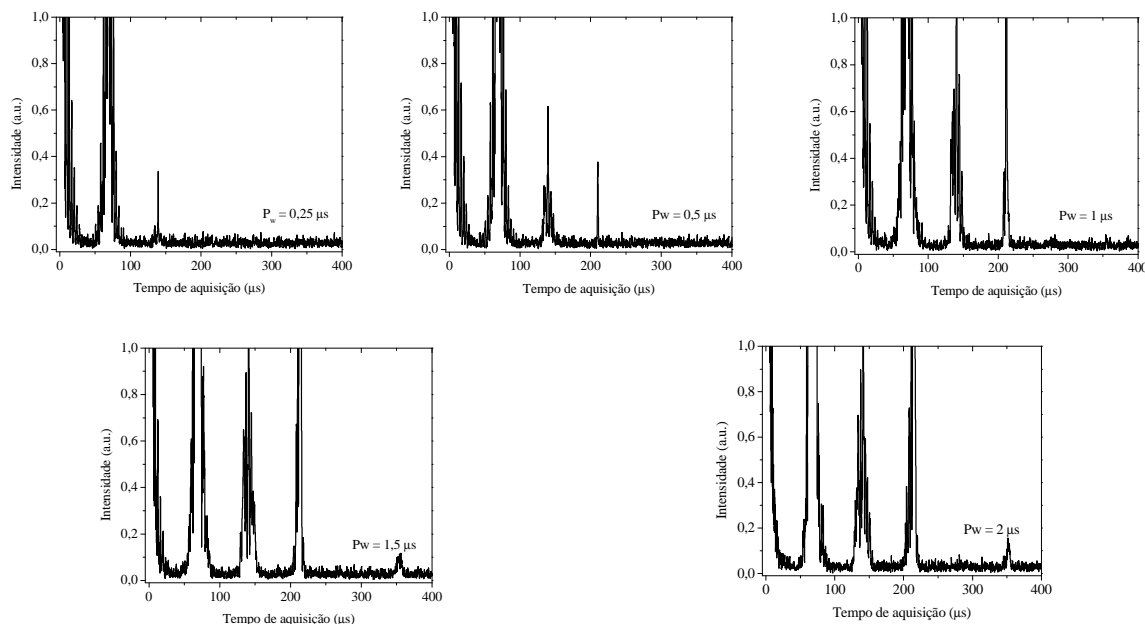 1,0
0,8
0,6
0,4
0,2
0,0
Intensidade (a.u.)
P_w = 0,25 µs
0 100 200 300 400
Tempo de aquisição (µs)
1,0
0,8
0,6
0,4
0,2
0,0
Intensidade (a.u.)
Pw = 0,5 µs
0 100 200 300 400
Tempo de aquisição (µs)
1,0
0,8
0,6
0,4
0,2
0,0
Intensidade (a.u.)
Pw = 1 µs
0 100 200 300 400
Tempo de aquisição (µs)
1,0
0,8
0,6
0,4
0,2
0,0
Intensidade (a.u.)
Pw = 1,5 µs
0 100 200 300 400
Tempo de aquisição (µs)
1,0
0,8
0,6
0,4
0,2
0,0
Intensidade (a.u.)
Pw = 2 µs
0 100 200 300 400
Tempo de aquisição (µs)